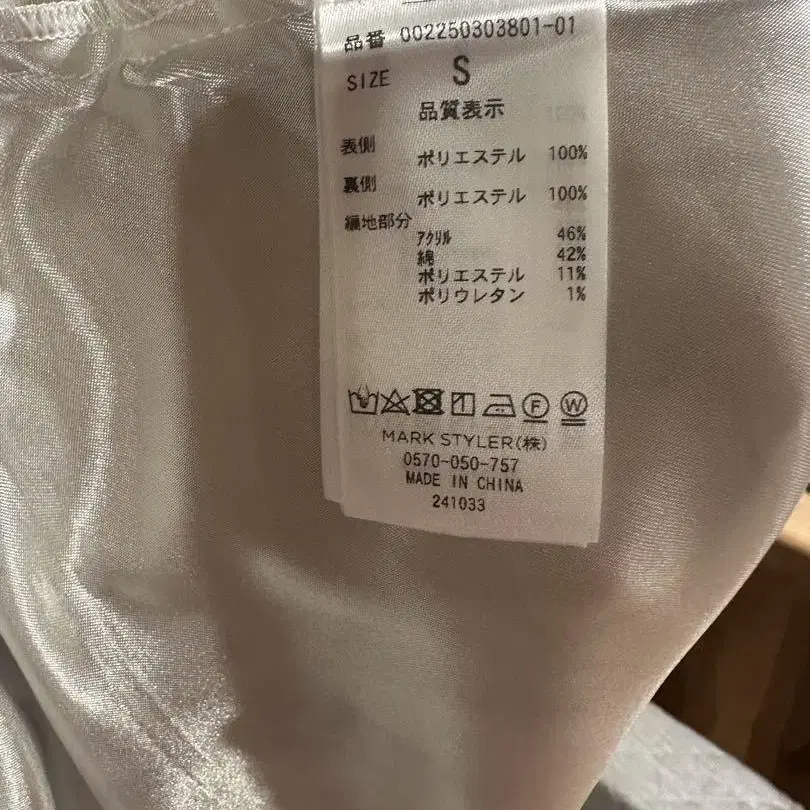 品番 002250303801-01
SIZE S
品質表示
表側 ポリエステル 100%
裏側 ポリエステル 100%
編地部分
アクリル 46%
綿 42%
ポリエステル 11%
ポリウレタン 1%
F W
MARK STYLER(株)
0570-050-757
MADE IN CHINA
241033